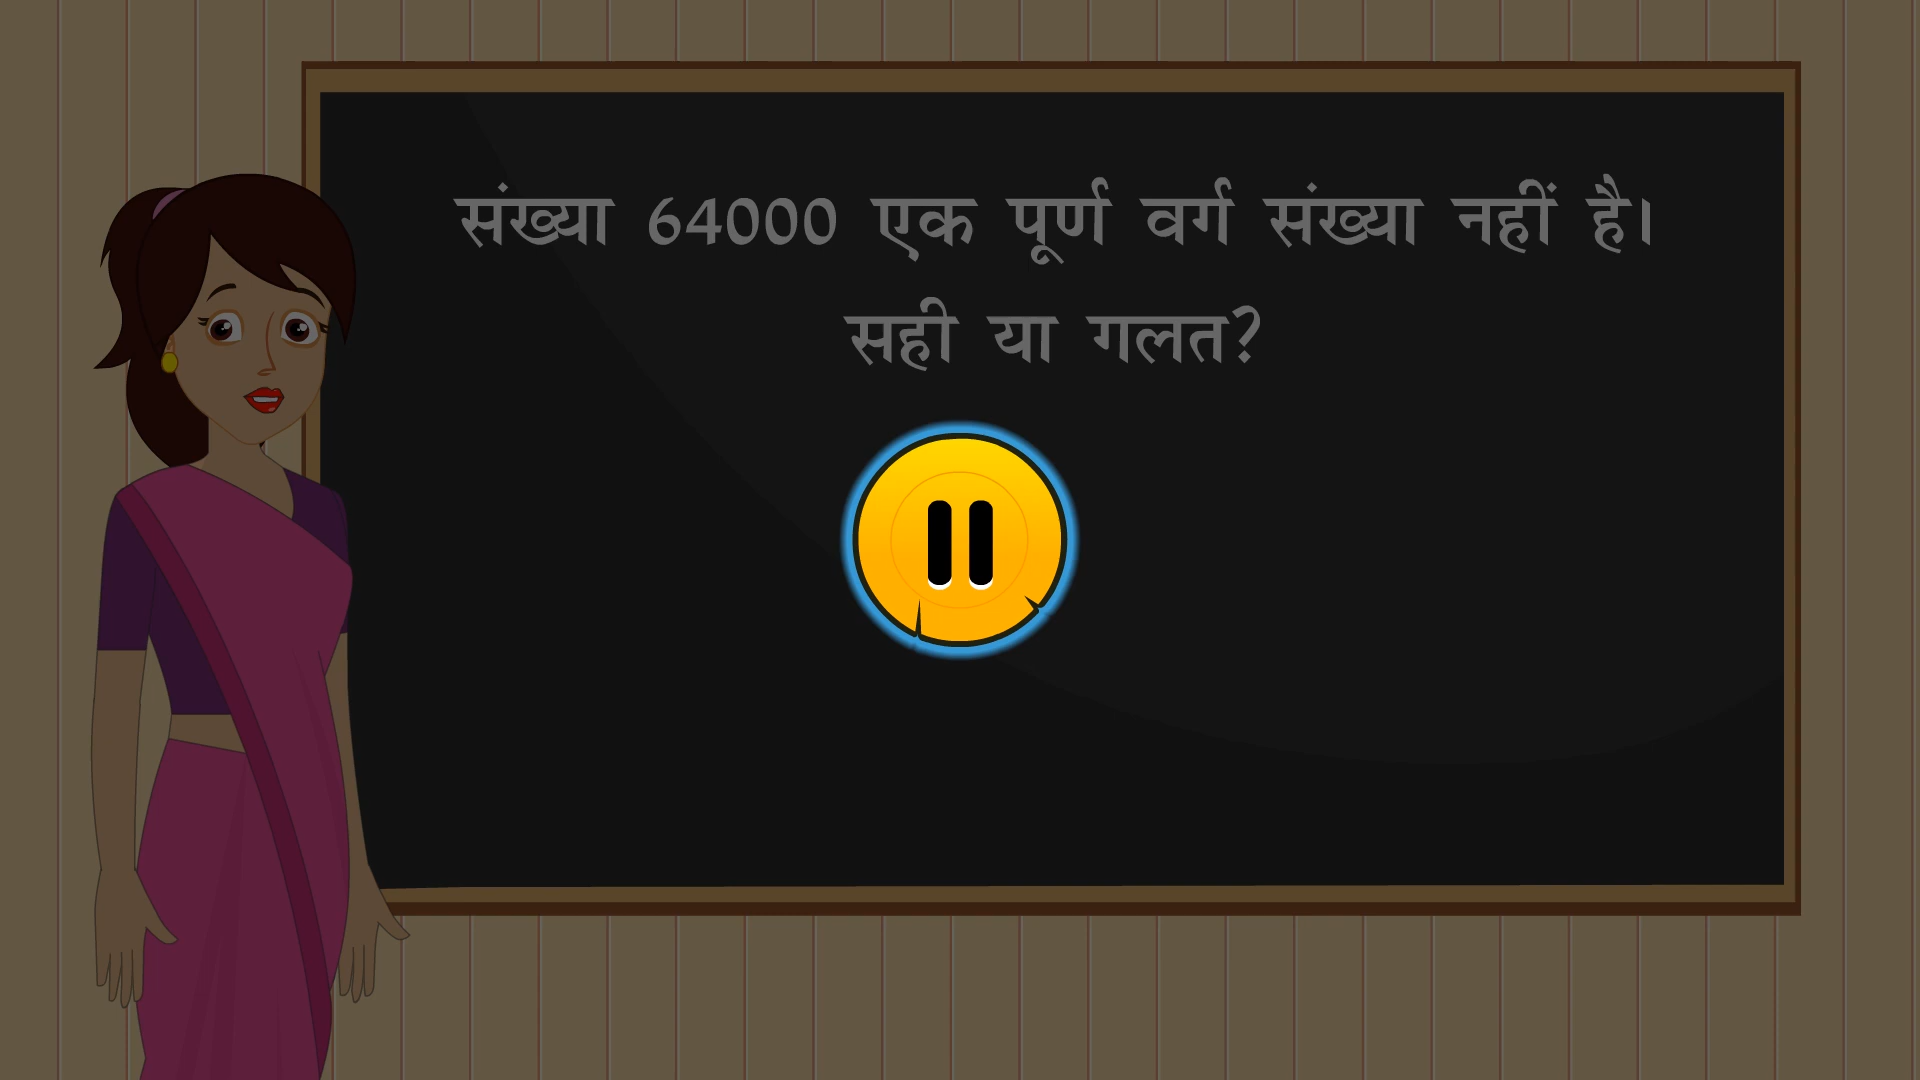 संख्या 64000 एक पूर्ण वर्ग संख्या नहीं है।
सही या गलत?